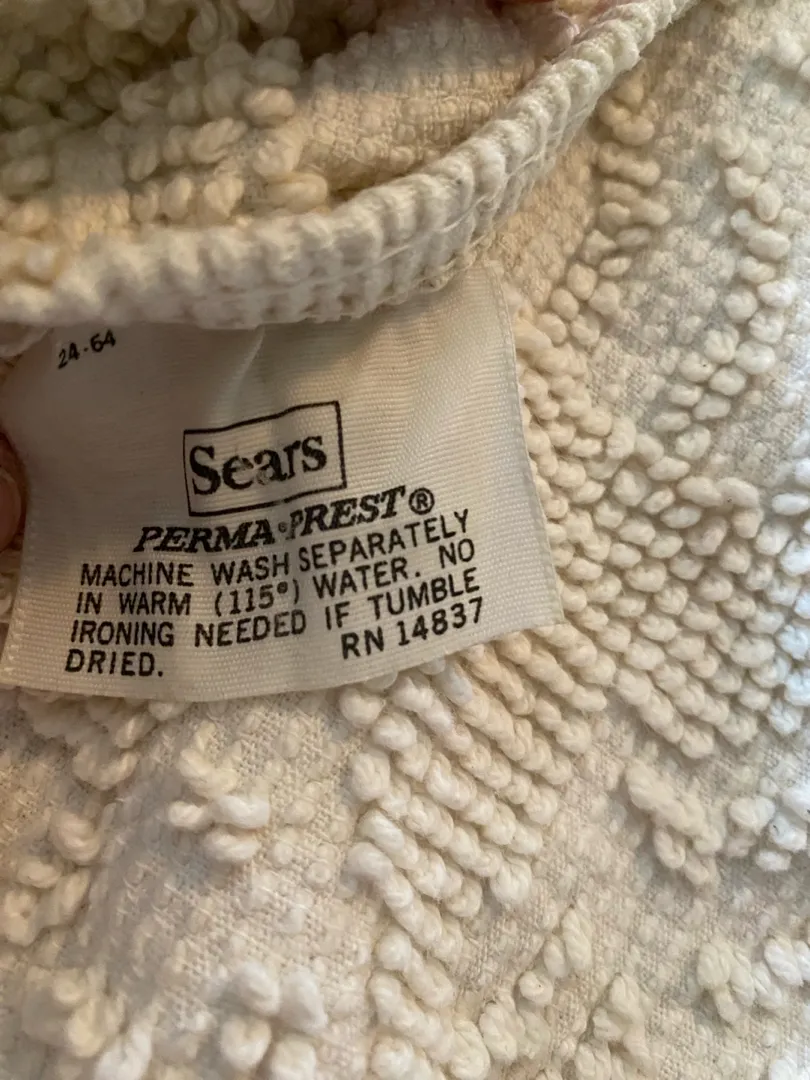 24-64
Sears
PERMA-PREST®
MACHINE WASH SEPARATELY
IN WARM (115°) WATER. NO
IRONING NEEDED IF TUMBLE
DRIED. RN 14837